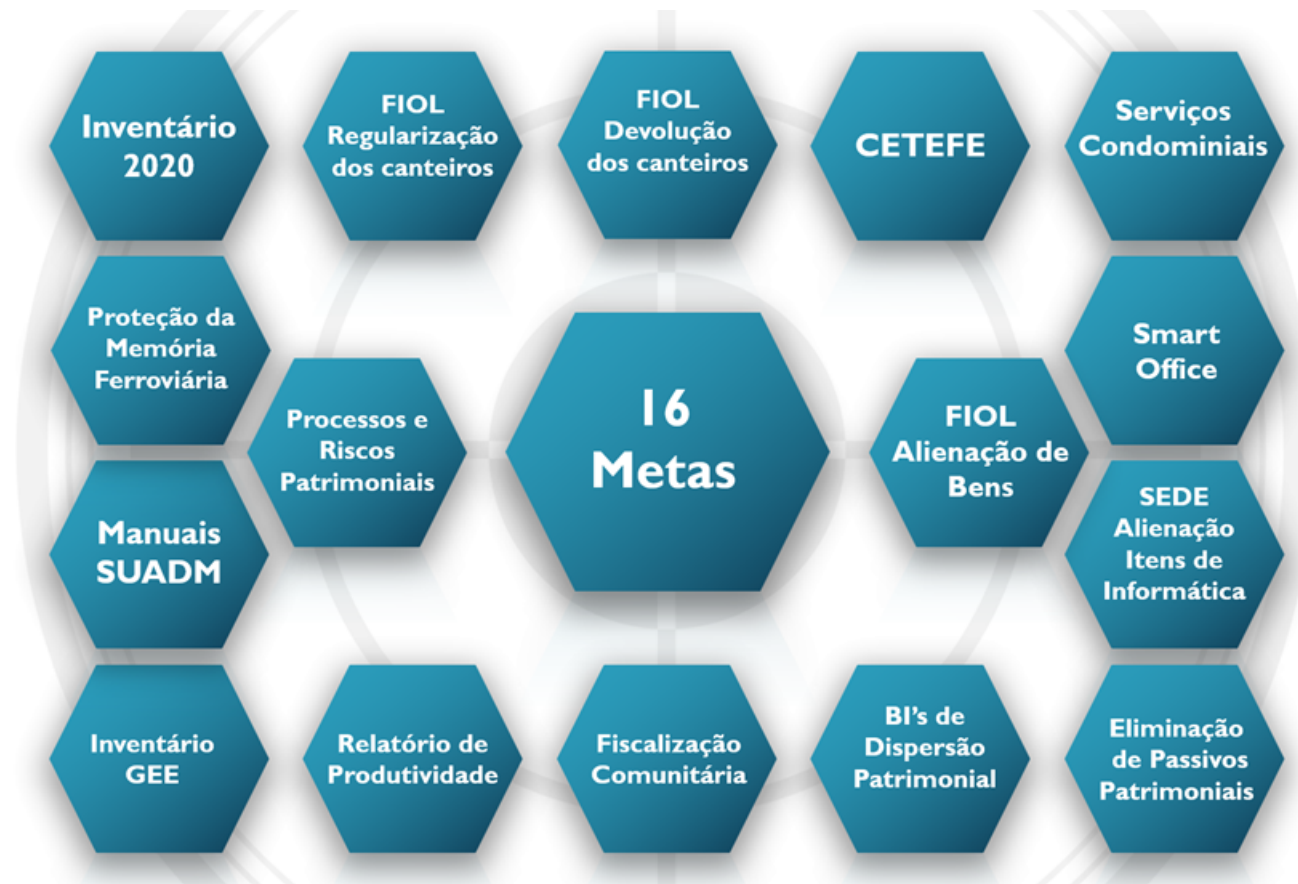 Inventário
2020
FIOL
Regularização
dos canteiros
FIOL
Devolução
dos canteiros
CETEFE
Serviços
Condominiais
Proteção da
Memória
Ferroviária
Processos e
Riscos
Patrimoniais
16
Metas
FIOL
Alienação de
Bens
Smart
Office
Manuais
SUADM
SEDE
Alienação
Itens de
Informática
Inventário
GEE
Relatório de
Produtividade
Fiscalização
Comunitária
BI's de
Dispersão
Patrimonial
Eliminação
de Passivos
Patrimoniais